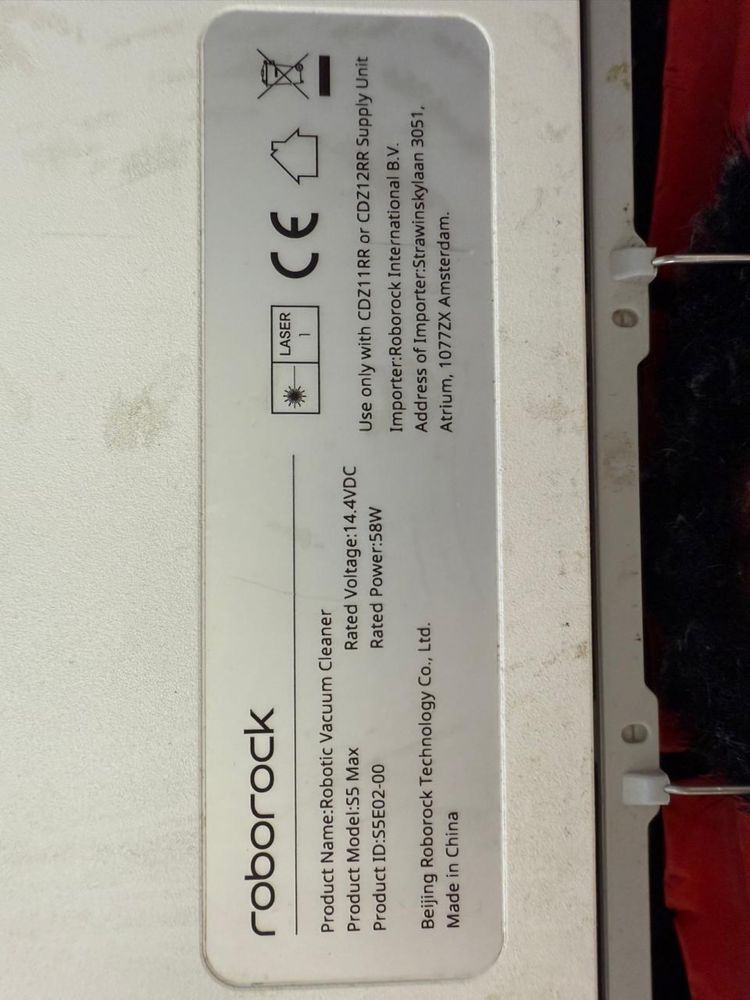 roborock
Product Name:Robotic Vacuum Cleaner
Product Model:S5 Max
Rated Voltage:14.4VDC
Product ID:S5E02-00
Rated Power:58W
Beijing Roborock Technology Co., Ltd.
Made in China
LASER
1
CE
Use only with CDZ11RR or CDZ12RR Supply Unit
Importer:Roborock International B.V.
Address of Importer:Strawinskylaan 3051,
Atrium, 1077ZX Amsterdam.